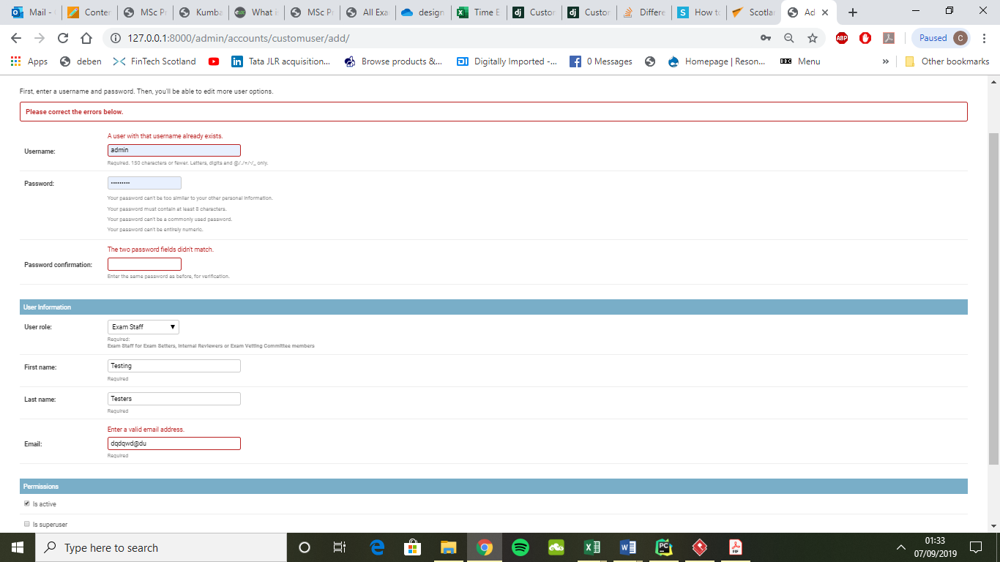 Mail -
Conter
MSc Pr
Kumba
What i
MSc Pr
All Exa
design
Time E
Custor
Custor
Differe
How to
Scotlar
Ad
127.0.0.1:8000/admin/accounts/customuser/add/
ABP
Paused C
Apps
deben
FinTech Scotland
Tata JLR acquisition...
Browse products &...
Digitally Imported -...
0 Messages
Homepage | Reson...
BBC Menu
»
Other bookmarks
First, enter a username and password. Then, you'll be able to edit more user options.
Please correct the errors below.
A user with that username already exists.
Username:
admin
Required. 150 characters or fewer. Letters, digits and @/./+/-/_ only.
Password:
•••••••••
Your password can't be too similar to your other personal information.
Your password must contain at least 8 characters.
Your password can't be a commonly used password.
Your password can't be entirely numeric.
The two password fields didn't match.
Password confirmation:
Enter the same password as before, for verification.
User Information
User role:
Exam Staff
Required:
Exam Staff for Exam Setters, Internal Reviewers or Exam Vetting Committee members
First name:
Testing
Required
Last name:
Testers
Required
Enter a valid email address.
Email:
dqdqwd@du
Required
Permissions
Is active
Is superuser
Type here to search
01:33
07/09/2019